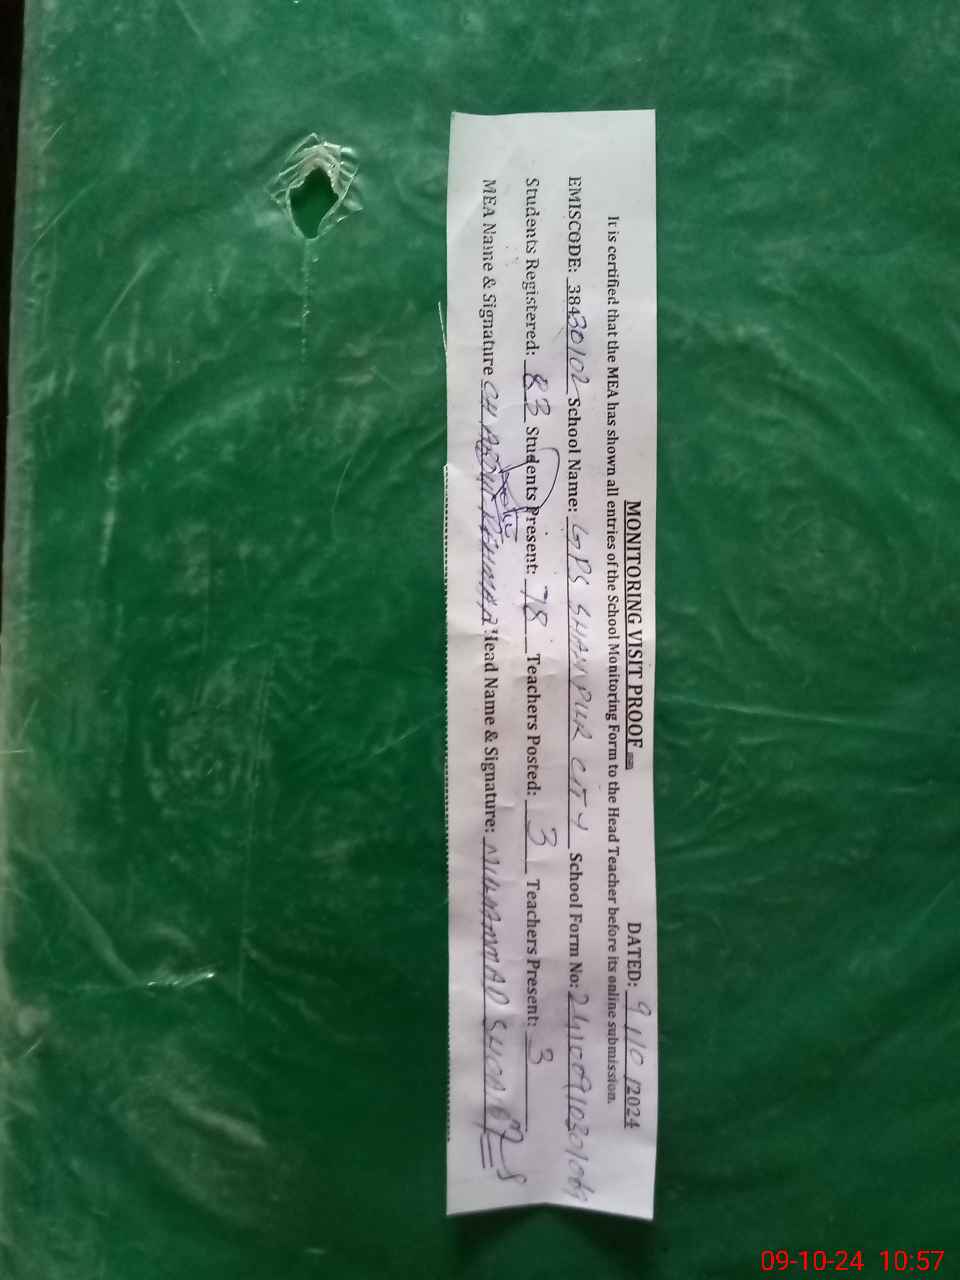 MONITORING VISIT PROOF DATED: 9/10/2024
It is certified that the MEA has shown all entries of the School Monitoring Form to the Head Teacher before its online submission.
EMISCODE: 38430102 School Name: GPS SHAHPUR CITY School Form No:
Students Registered: 83 Students Present: 78 Teachers Posted: 3 Teachers Present: 3
MEA Name & Signature CH ABDUL REHMAN Head Name & Signature: MUHAMMAD
09-10-24 10:57